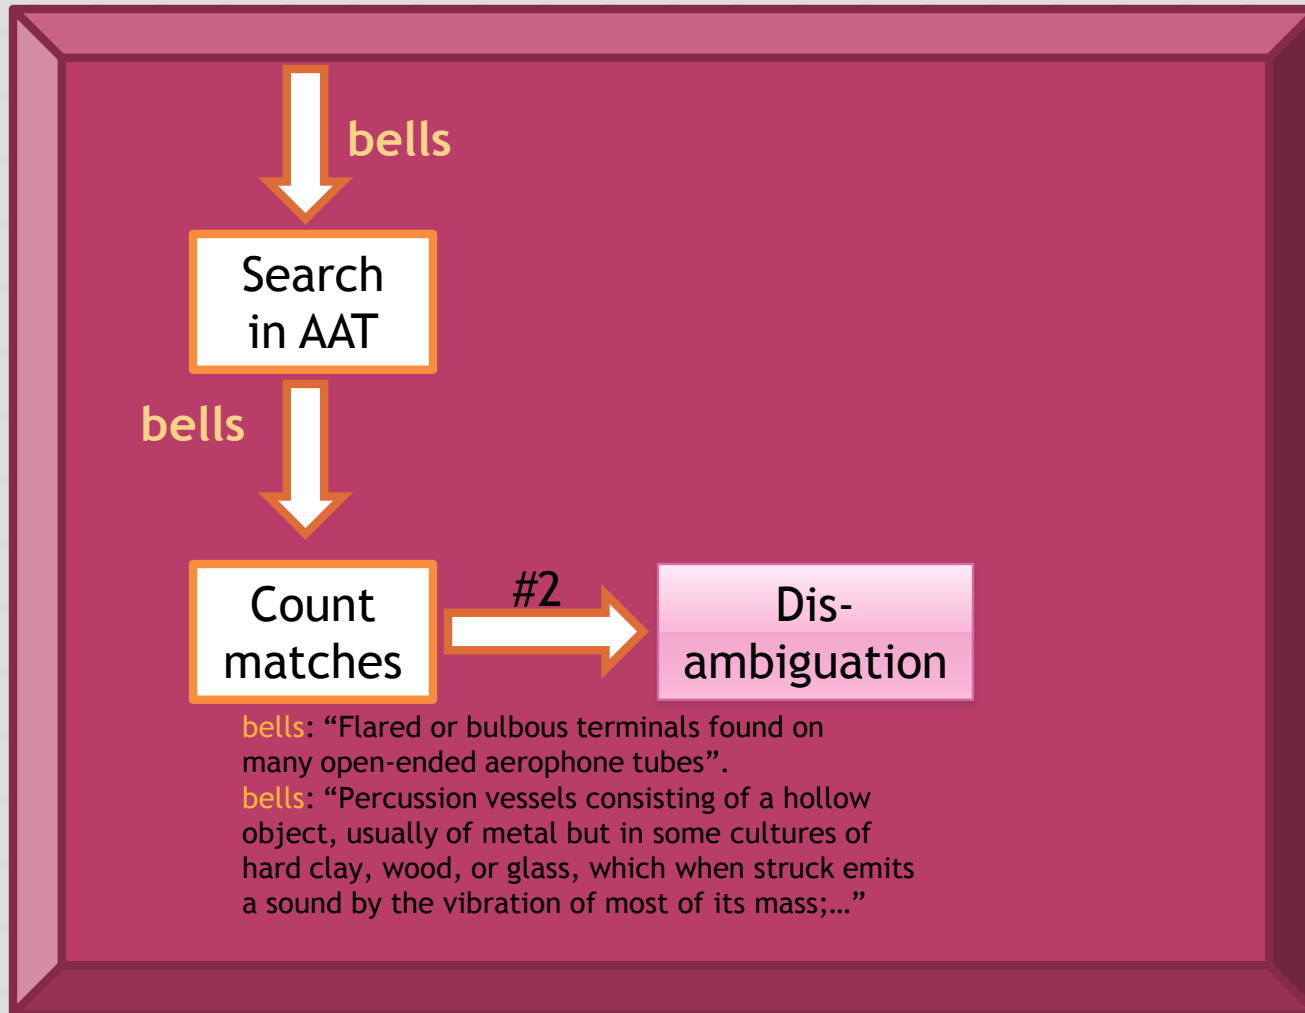 bells
Search
in AAT
bells
Count
matches
#2
Dis-
ambiguation
bells: “Flared or bulbous terminals found on
many open-ended aerophone tubes”.
bells: “Percussion vessels consisting of a hollow
object, usually of metal but in some cultures of
hard clay, wood, or glass, which when struck emits
a sound by the vibration of most of its mass;…”